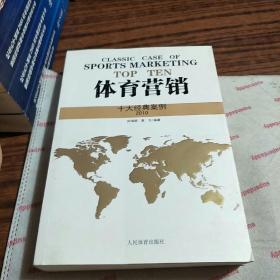 CLASSIC CASE OF
SPORTS MARKETING
TOP TEN
体育营销
十大经典案例
2010
人民体育出版社